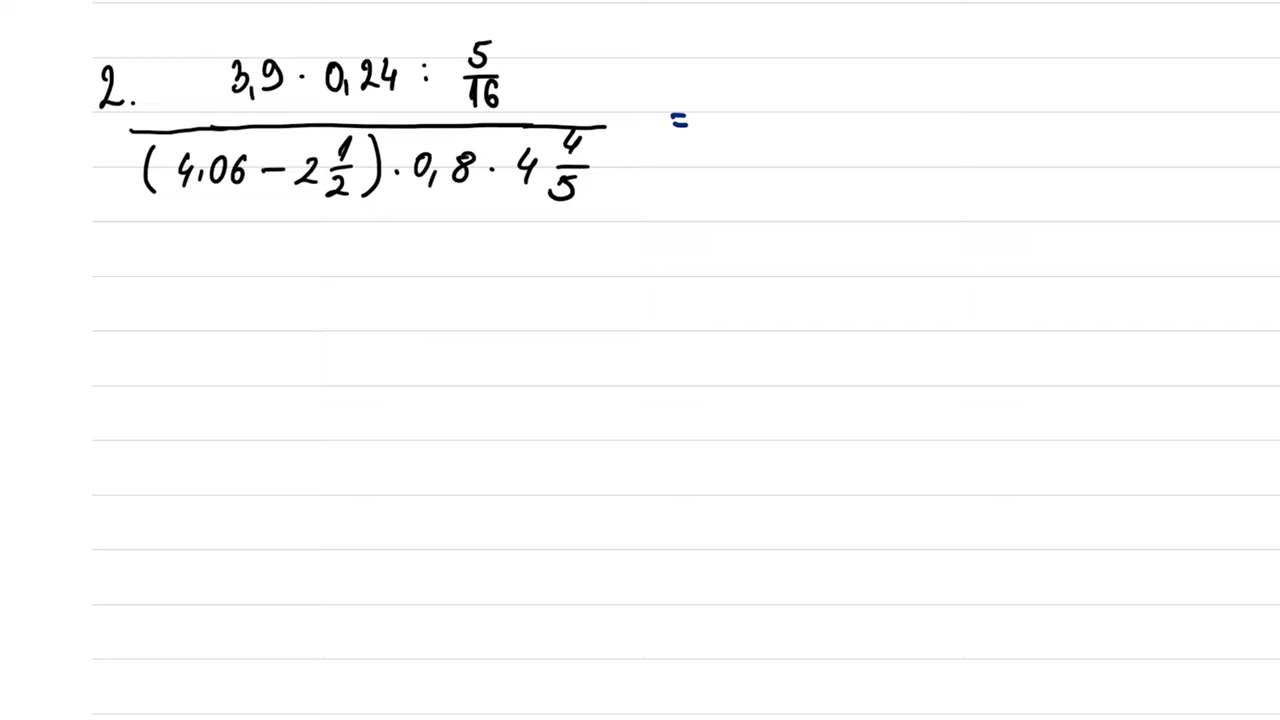 2. 3,9 · 0,24 : 5/16
(4,06 − 2 1/2) · 0,8 · 4 4/5 =